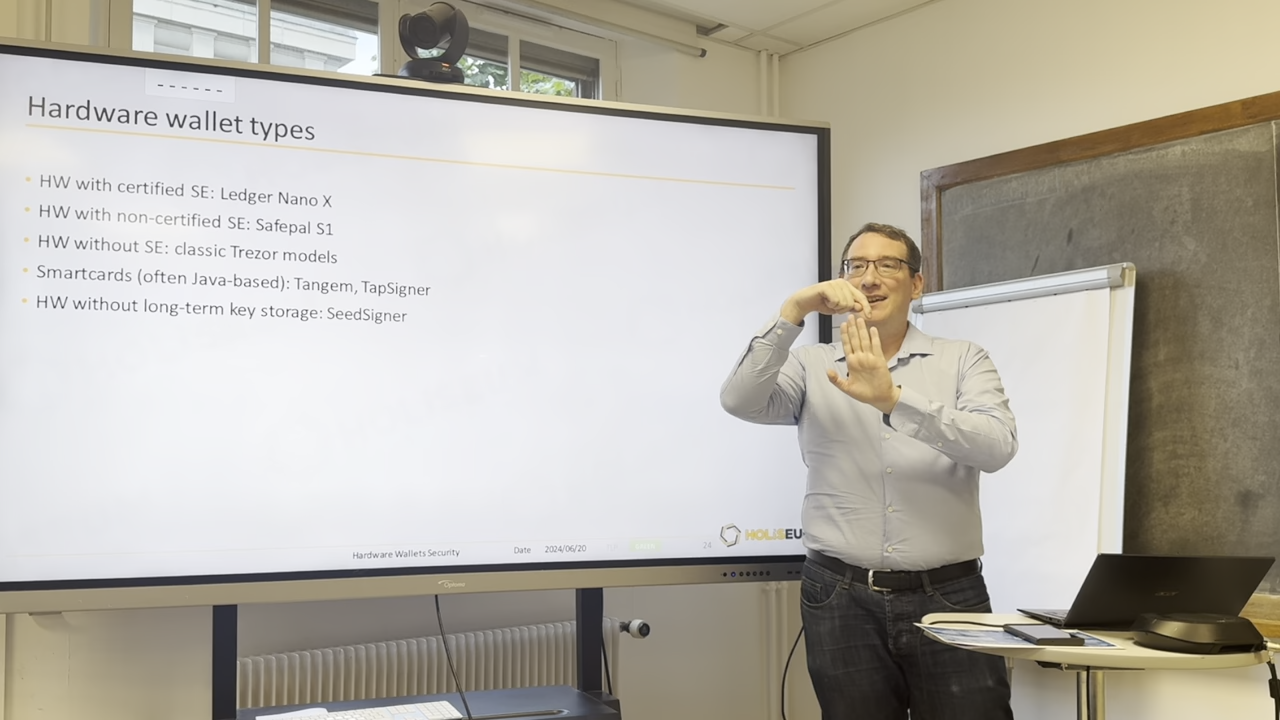 Hardware wallet types
HW with certified SE: Ledger Nano X
HW with non-certified SE: Safepal S1
HW without SE: classic Trezor models
Smartcards (often Java-based): Tangem, TapSigner
HW without long-term key storage: SeedSigner
Hardware Wallets Security Date 2024/06/20 24
HOLISEU
Optoma
acer